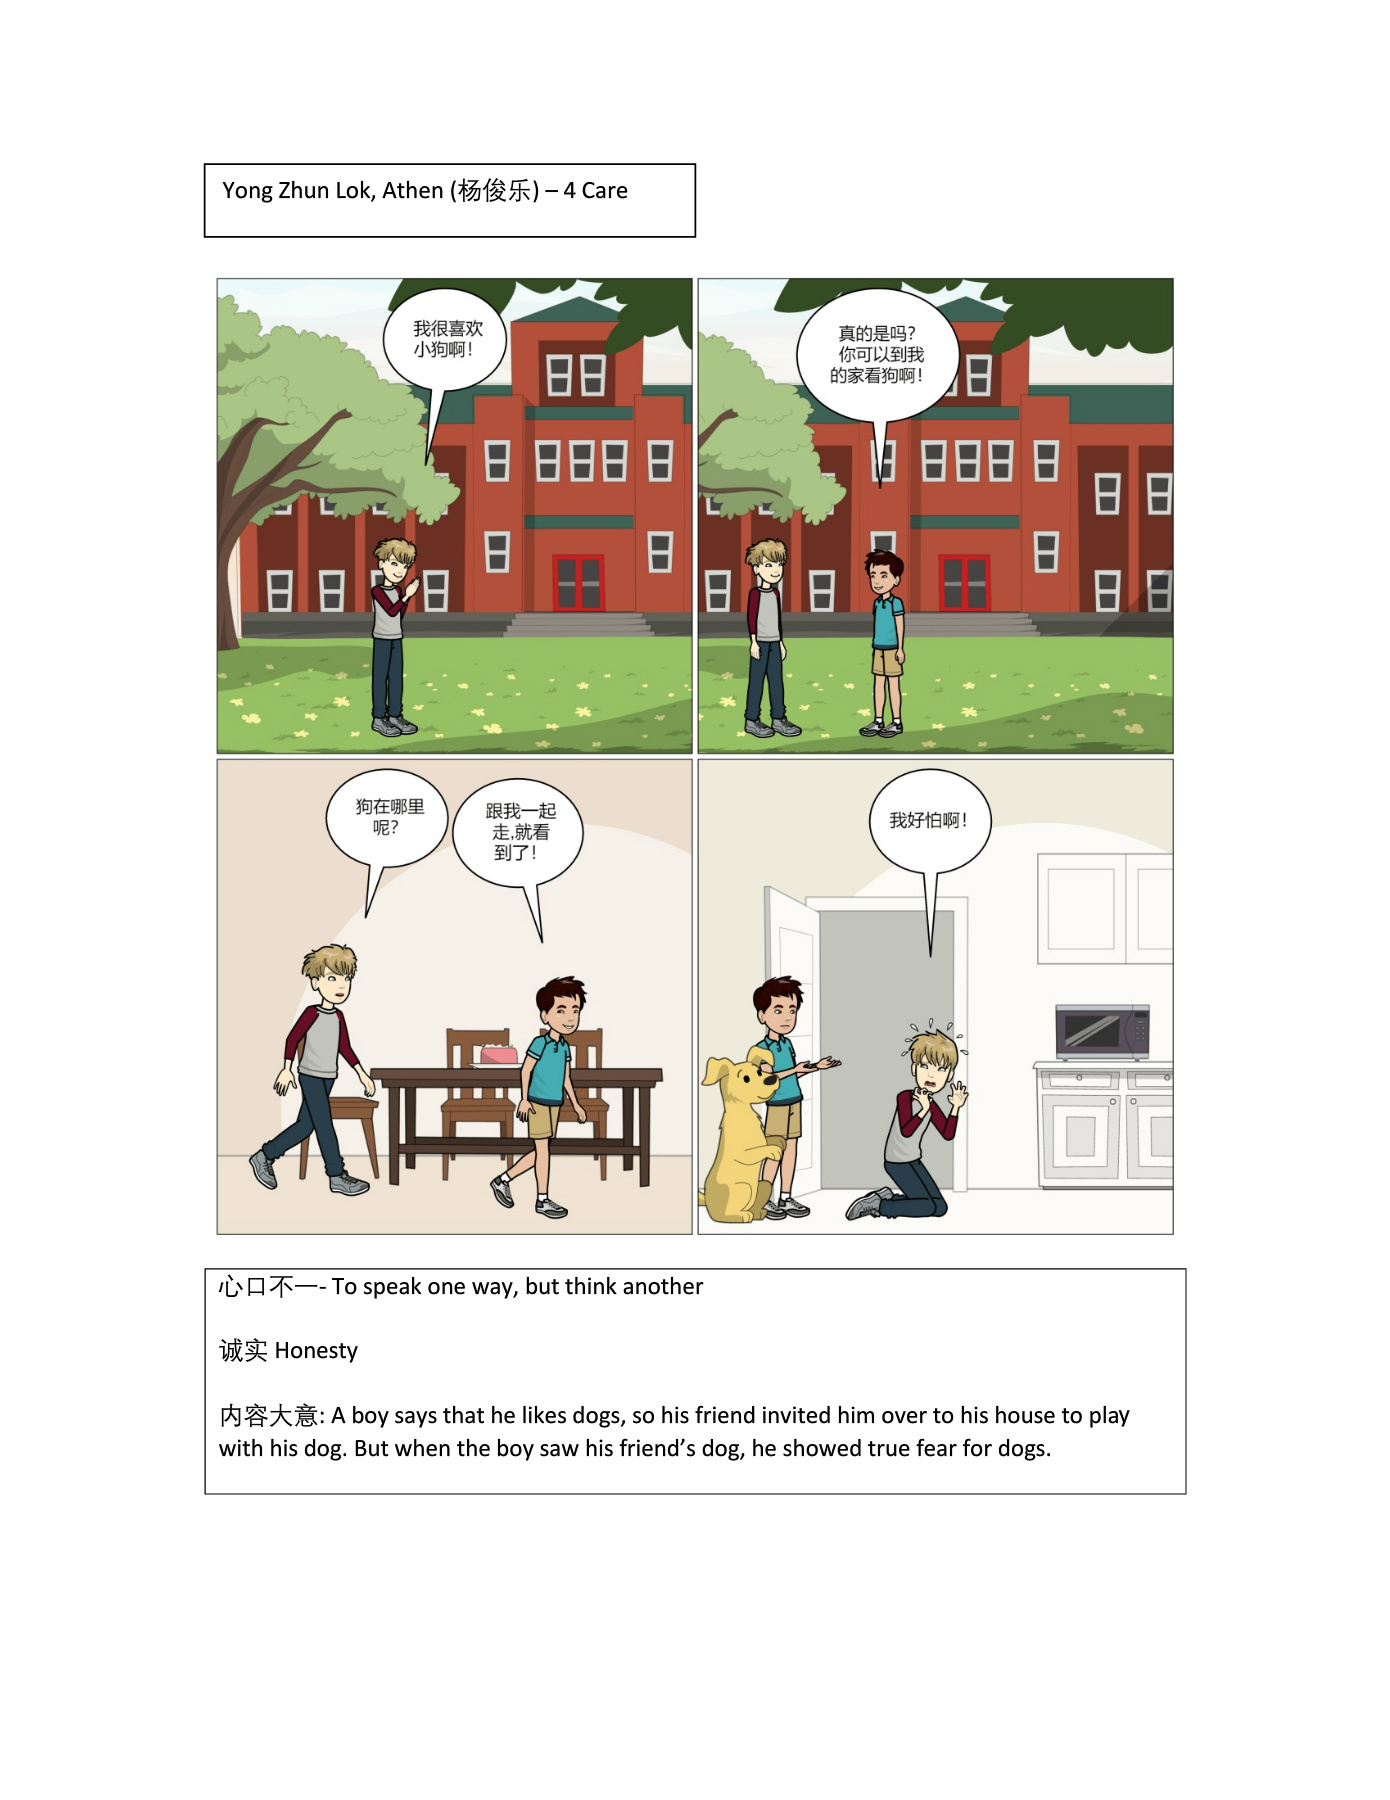 Yong Zhun Lok, Athen (杨俊乐) – 4 Care
我很喜欢
小狗啊！
真的是吗？
你可以到我
的家看狗啊！
狗在哪里
呢？
跟我一起
走,就看
到了！
我好怕啊！
心口不一- To speak one way, but think another
诚实 Honesty
内容大意: A boy says that he likes dogs, so his friend invited him over to his house to play
with his dog. But when the boy saw his friend’s dog, he showed true fear for dogs.